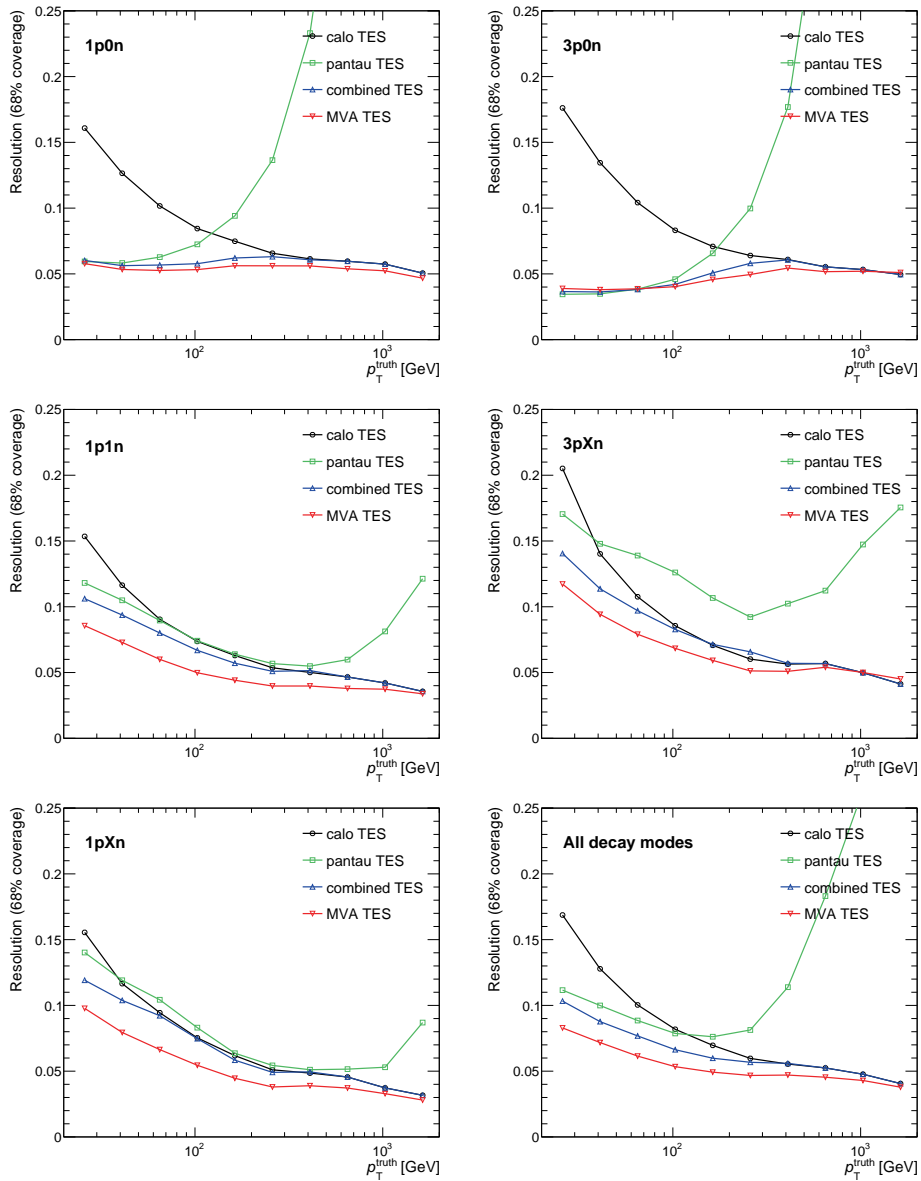 1p0n
calo TES
pantau TES
combined TES
MVA TES
Resolution (68% coverage)
0.25
0.2
0.15
0.1
0.05
0
10²
10³
p_T^truth [GeV]
3p0n
calo TES
pantau TES
combined TES
MVA TES
Resolution (68% coverage)
0.25
0.2
0.15
0.1
0.05
0
10²
10³
p_T^truth [GeV]
1p1n
calo TES
pantau TES
combined TES
MVA TES
Resolution (68% coverage)
0.25
0.2
0.15
0.1
0.05
0
10²
10³
p_T^truth [GeV]
3pXn
calo TES
pantau TES
combined TES
MVA TES
Resolution (68% coverage)
0.25
0.2
0.15
0.1
0.05
0
10²
10³
p_T^truth [GeV]
1pXn
calo TES
pantau TES
combined TES
MVA TES
Resolution (68% coverage)
0.25
0.2
0.15
0.1
0.05
0
10²
10³
p_T^truth [GeV]
All decay modes
calo TES
pantau TES
combined TES
MVA TES
Resolution (68% coverage)
0.25
0.2
0.15
0.1
0.05
0
10²
10³
p_T^truth [GeV]